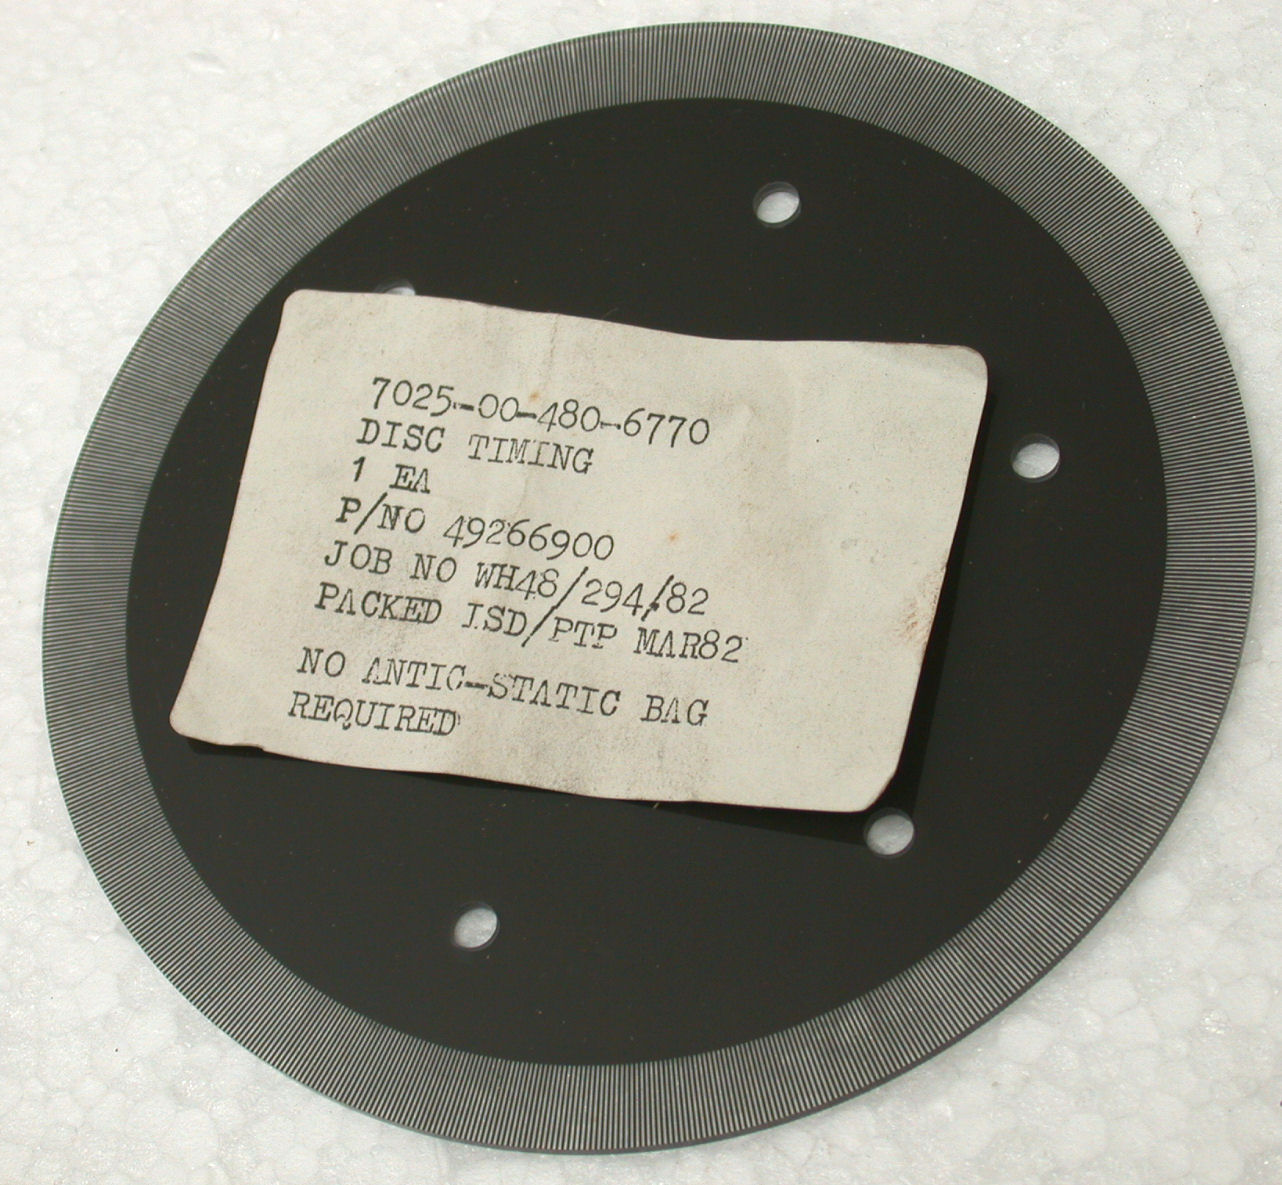 7025-00-480-6770
DISC TIMING
1 EA
P/NO 49266900
JOB NO WH48/294/82
PACKED ISD/PTP MAR82
NO ANTIC-STATIC BAG
REQUIRED